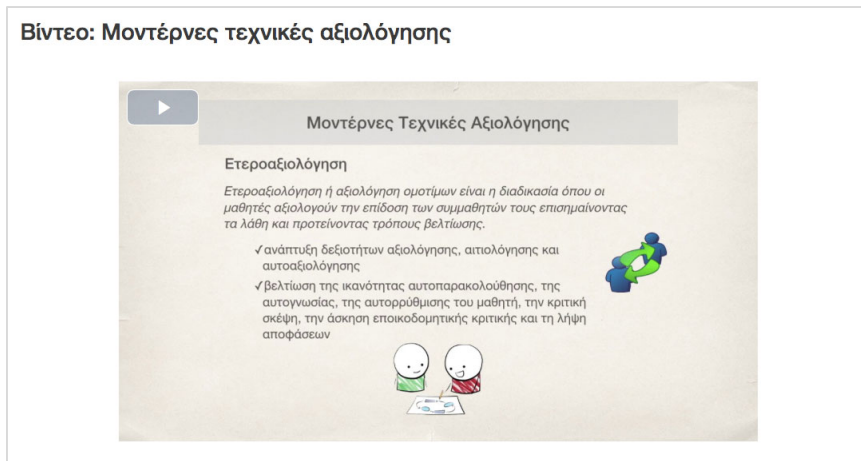 Βίντεο: Μοντέρνες τεχνικές αξιολόγησης
Μοντέρνες Τεχνικές Αξιολόγησης
Ετεροαξιολόγηση
Ετεροαξιολόγηση ή αξιολόγηση ομοτίμων είναι η διαδικασία όπου οι
μαθητές αξιολογούν την επίδοση των συμμαθητών τους επισημαίνοντας
τα λάθη και προτείνοντας τρόπους βελτίωσης.
✓ανάπτυξη δεξιοτήτων αξιολόγησης, αιτιολόγησης και
αυτοαξιολόγησης
✓βελτίωση της ικανότητας αυτοπαρακολούθησης, της
αυτογνωσίας, της αυτορρύθμισης του μαθητή, την κριτική
σκέψη, την άσκηση εποικοδομητικής κριτικής και τη λήψη
αποφάσεων